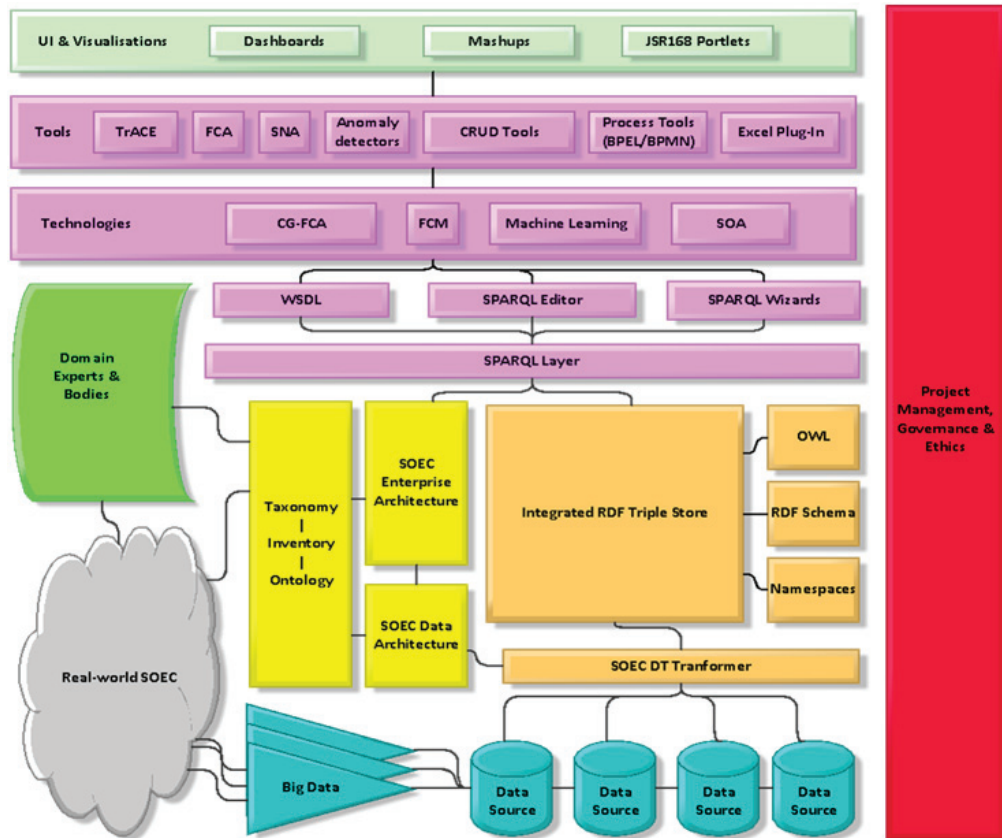 UI & Visualisations
Dashboards
Mashups
JSR168 Portlets
Tools
TrACE
FCA
SNA
Anomaly
detectors
CRUD Tools
Process Tools
(BPEL/BPMN)
Excel Plug-In
Technologies
CG-FCA
FCM
Machine Learning
SOA
WSDL
SPARQL Editor
SPARQL Wizards
SPARQL Layer
Domain
Experts &
Bodies
Taxonomy
|
Inventory
|
Ontology
SOEC
Enterprise
Architecture
SOEC Data
Architecture
Integrated RDF Triple Store
OWL
RDF Schema
Namespaces
SOEC DT Tranformer
Real-world SOEC
Big Data
Data
Source
Data
Source
Data
Source
Data
Source
Project
Management,
Governance &
Ethics